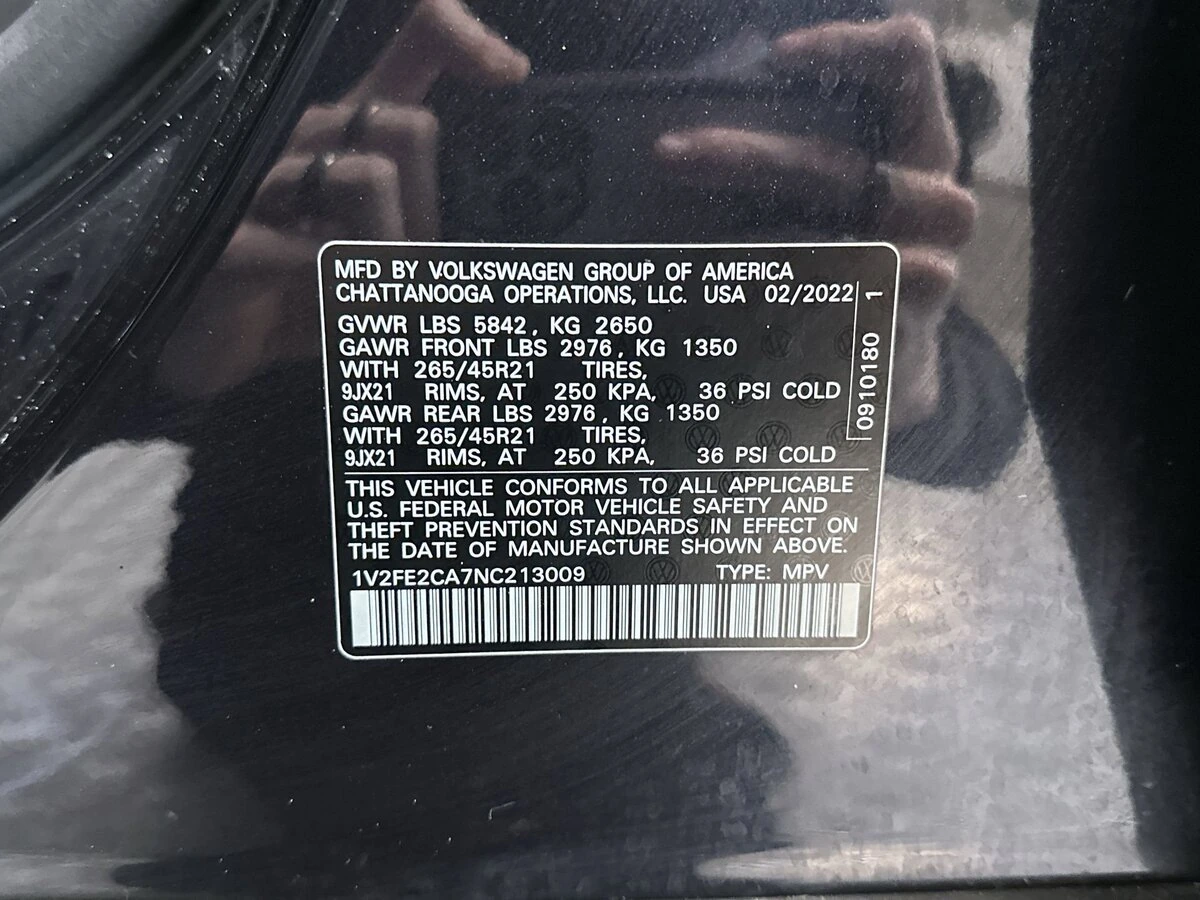 MFD BY VOLKSWAGEN GROUP OF AMERICA
CHATTANOOGA OPERATIONS, LLC. USA 02/2022
GVWR LBS 5842, KG 2650
GAWR FRONT LBS 2976, KG 1350
WITH 265/45R21 TIRES,
9JX21 RIMS, AT 250 KPA, 36 PSI COLD
GAWR REAR LBS 2976, KG 1350
WITH 265/45R21 TIRES,
9JX21 RIMS, AT 250 KPA, 36 PSI COLD
0910180 1
THIS VEHICLE CONFORMS TO ALL APPLICABLE
U.S. FEDERAL MOTOR VEHICLE SAFETY AND
THEFT PREVENTION STANDARDS IN EFFECT ON
THE DATE OF MANUFACTURE SHOWN ABOVE.
1V2FE2CA7NC213009 TYPE: MPV